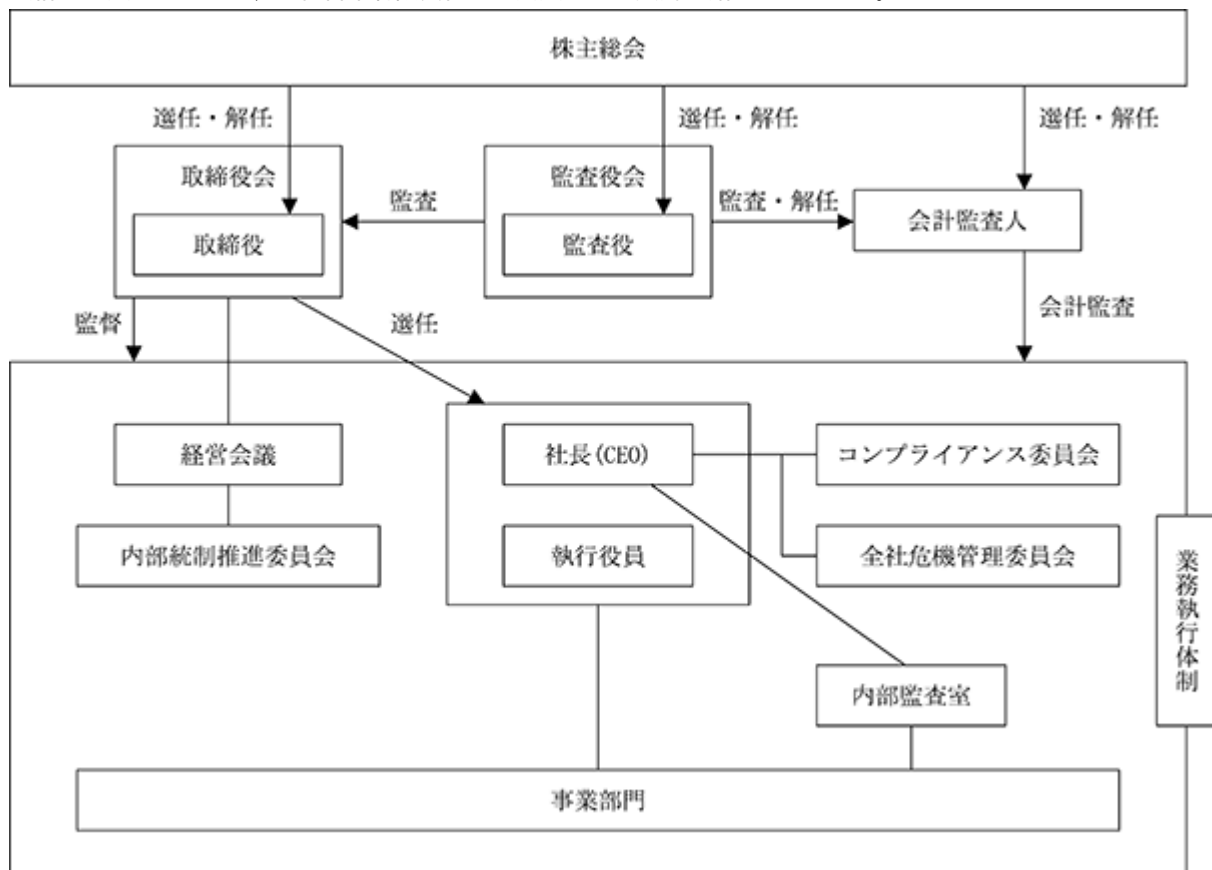 株主総会
選任・解任
選任・解任
選任・解任
取締役会
監査役会
監査
監査・解任
会計監査人
取締役
監査役
監督
選任
会計監査
経営会議
社長(CEO)
コンプライアンス委員会
内部統制推進委員会
執行役員
全社危機管理委員会
業務執行体制
内部監査室
事業部門